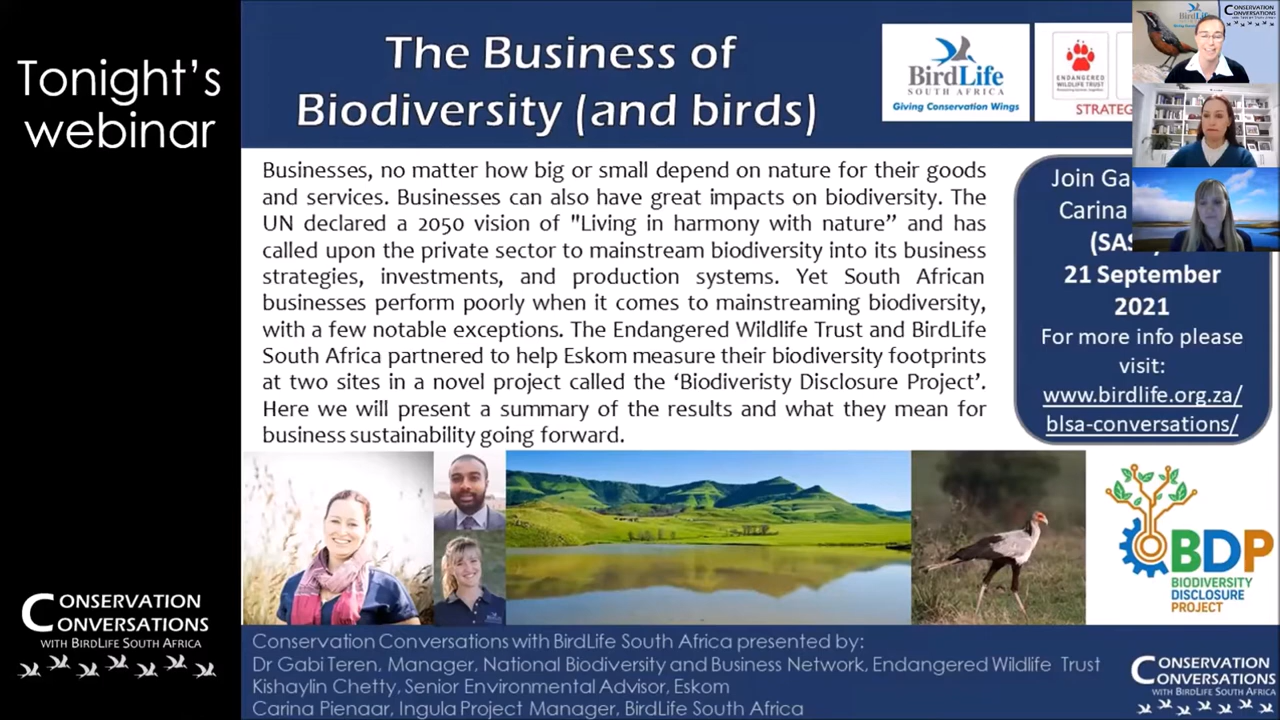 Tonight's
webinar
The Business of
Biodiversity (and birds)
BirdLife
SOUTH AFRICA
Giving Conservation Wings
ENDANGERED
WILDLIFE TRUST
Businesses, no matter how big or small depend on nature for their goods
and services. Businesses can also have great impacts on biodiversity. The
UN declared a 2050 vision of "Living in harmony with nature” and has
called upon the private sector to mainstream biodiversity into its business
strategies, investments, and production systems. Yet South African
businesses perform poorly when it comes to mainstreaming biodiversity,
with a few notable exceptions. The Endangered Wildlife Trust and BirdLife
South Africa partnered to help Eskom measure their biodiversity footprints
at two sites in a novel project called the ‘Biodiveristy Disclosure Project’.
Here we will present a summary of the results and what they mean for
business sustainability going forward.
Join
Carina
21 September
2021
For more info please
visit:
www.birdlife.org.za/
blsa-conversations/
BDP
BIODIVERSITY
DISCLOSURE
PROJECT
CONSERVATION
CONVERSATIONS
WITH BIRDLIFE SOUTH AFRICA
Conservation Conversations with BirdLife South Africa presented by:
Dr Gabi Teren, Manager, National Biodiversity and Business Network, Endangered Wildlife Trust
Kishaylin Chetty, Senior Environmental Advisor, Eskom
Carina Pienaar, Ingula Project Manager, BirdLife South Africa
CONSERVATION
CONVERSATIONS
WITH BIRDLIFE SOUTH AFRICA